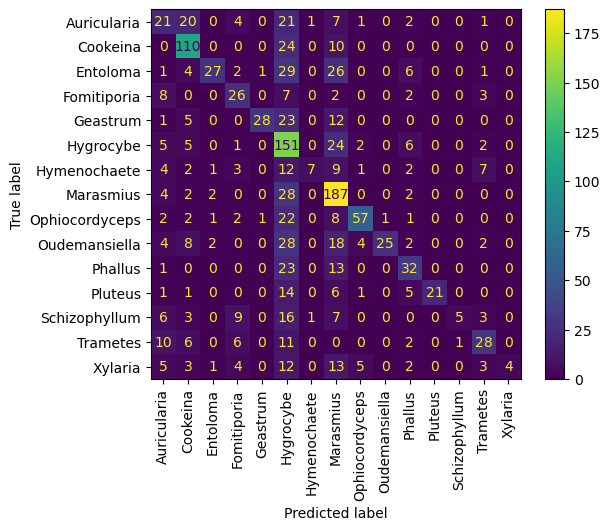 Auricularia 21 20 0 4 0 21 1 7 1 0 2 0 0 1 0
Cookeina 0 110 0 0 0 24 0 10 0 0 0 0 0 0 0
Entoloma 1 4 27 2 1 29 0 26 0 0 6 0 0 1 0
Fomitiporia 8 0 0 26 0 7 0 2 0 0 2 0 0 3 0
Geastrum 1 5 0 0 28 23 0 12 0 0 0 0 0 0 0
Hygrocybe 5 5 0 1 0 151 0 24 2 0 6 0 0 2 0
Hymenochaete 4 2 1 3 0 12 7 9 1 0 2 0 0 7 0
Marasmius 4 2 2 0 0 28 0 187 0 0 2 0 0 0 0
Ophiocordyceps 2 2 1 2 1 22 0 8 57 1 1 0 0 0 0
Oudemansiella 4 8 2 0 0 28 0 18 4 25 2 0 0 2 0
Phallus 1 0 0 0 0 23 0 13 0 0 32 0 0 0 0
Pluteus 1 1 0 0 0 14 0 6 1 0 5 21 0 0 0
Schizophyllum 6 3 0 9 0 16 1 7 0 0 0 0 5 3 0
Trametes 10 6 0 6 0 11 0 0 0 0 2 0 1 28 0
Xylaria 5 3 1 4 0 12 0 13 5 0 2 0 0 3 4
True label
Auricularia
Cookeina
Entoloma
Fomitiporia
Geastrum
Hygrocybe
Hymenochaete
Marasmius
Ophiocordyceps
Oudemansiella
Phallus
Pluteus
Schizophyllum
Trametes
Xylaria
Predicted label
175
150
125
100
75
50
25
0